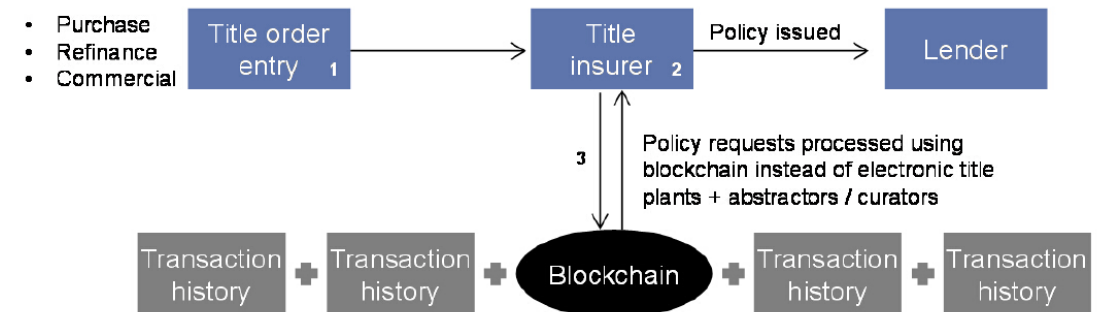 • Purchase
• Refinance
• Commercial
Title order
entry 1
Title
insurer 2
Policy issued
Lender
3
Policy requests processed using
blockchain instead of electronic title
plants + abstractors / curators
Transaction
history
Transaction
history
Blockchain
Transaction
history
Transaction
history